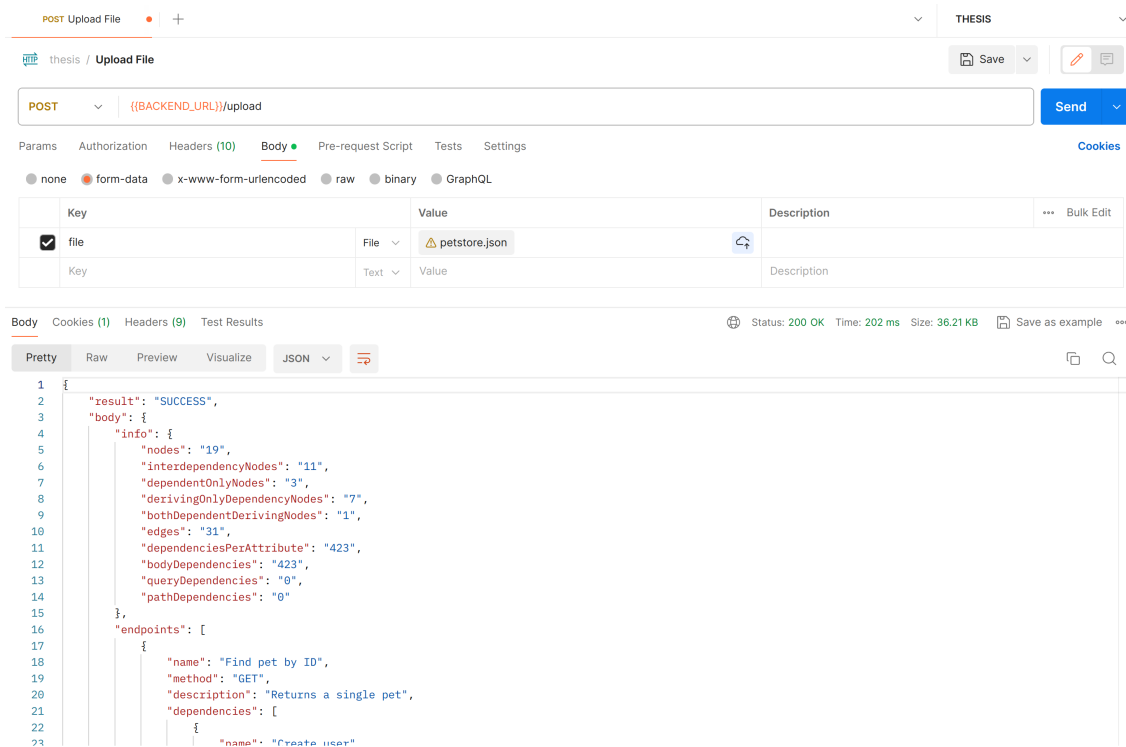 POST Upload File
THESIS
HTTP thesis / Upload File
Save
POST {{BACKEND_URL}}/upload Send
Params Authorization Headers (10) Body Pre-request Script Tests Settings Cookies
none form-data x-www-form-urlencoded raw binary GraphQL
Key Value Description Bulk Edit
file File petstore.json
Key Text Value Description
Body Cookies (1) Headers (9) Test Results Status: 200 OK Time: 202 ms Size: 36.21 KB Save as example
Pretty Raw Preview Visualize JSON
1 {
2 "result": "SUCCESS",
3 "body": {
4 "info": {
5 "nodes": "19",
6 "interdependencyNodes": "11",
7 "dependentOnlyNodes": "3",
8 "derivingOnlyDependencyNodes": "7",
9 "bothDependentDerivingNodes": "1",
10 "edges": "31",
11 "dependenciesPerAttribute": "423",
12 "bodyDependencies": "423",
13 "queryDependencies": "0",
14 "pathDependencies": "0"
15 },
16 "endpoints": [
17 {
18 "name": "Find pet by ID",
19 "method": "GET",
20 "description": "Returns a single pet",
21 "dependencies": [
22 {
23 "name": "Create user"